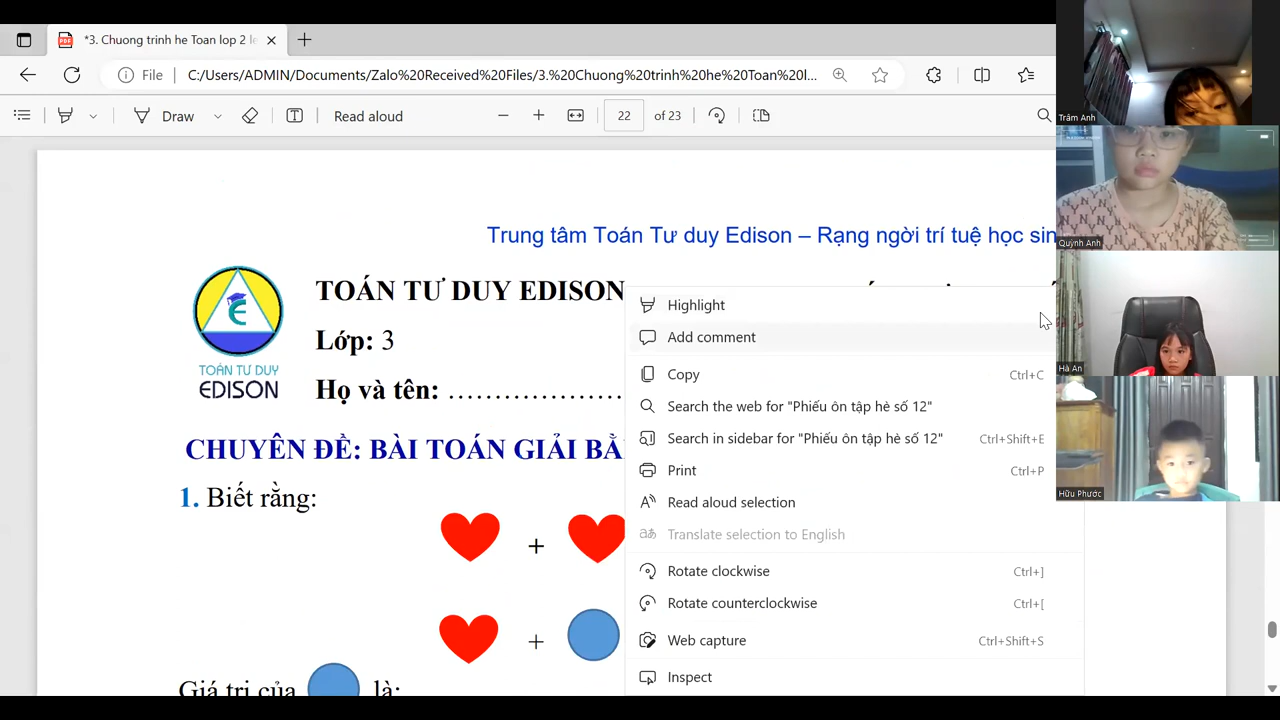 *3. Chuong trinh he Toan lop 2 le
File
C:/Users/ADMIN/Documents/Zalo%20Received%20Files/3.%20Chuong%20trinh%20he%20Toan%20l...
Draw
Read aloud
22 of 23
Trâm Anh
Quỳnh Anh
Hà An
Hữu Phước
Trung tâm Toán Tư duy Edison – Rạng ngời trí tuệ học sin
TOÁN TƯ DUY EDISON
Lớp: 3
Họ và tên: ...................
E
TOÁN TƯ DUY
EDISON
CHUYÊN ĐỀ: BÀI TOÁN GIẢI BẰ
1. Biết rằng:
+
+
Giá trị của là:
Highlight
Add comment
Copy Ctrl+C
Search the web for "Phiếu ôn tập hè số 12"
Search in sidebar for "Phiếu ôn tập hè số 12" Ctrl+Shift+E
Print Ctrl+P
Read aloud selection
Translate selection to English
Rotate clockwise Ctrl+]
Rotate counterclockwise Ctrl+[
Web capture Ctrl+Shift+S
Inspect